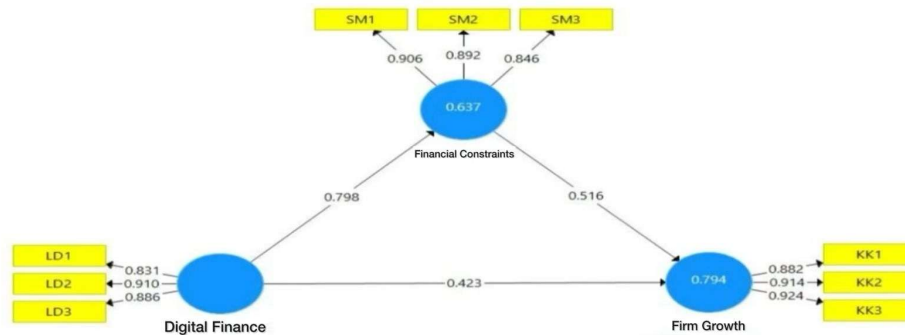 SM1 SM2 SM3
0.906 0.892 0.846
0.637
Financial Constraints
0.798 0.516
LD1 KK1
0.831 0.882
LD2 0.910 0.423 0.794 0.914 KK2
0.886 0.924
LD3 KK3
Digital Finance Firm Growth